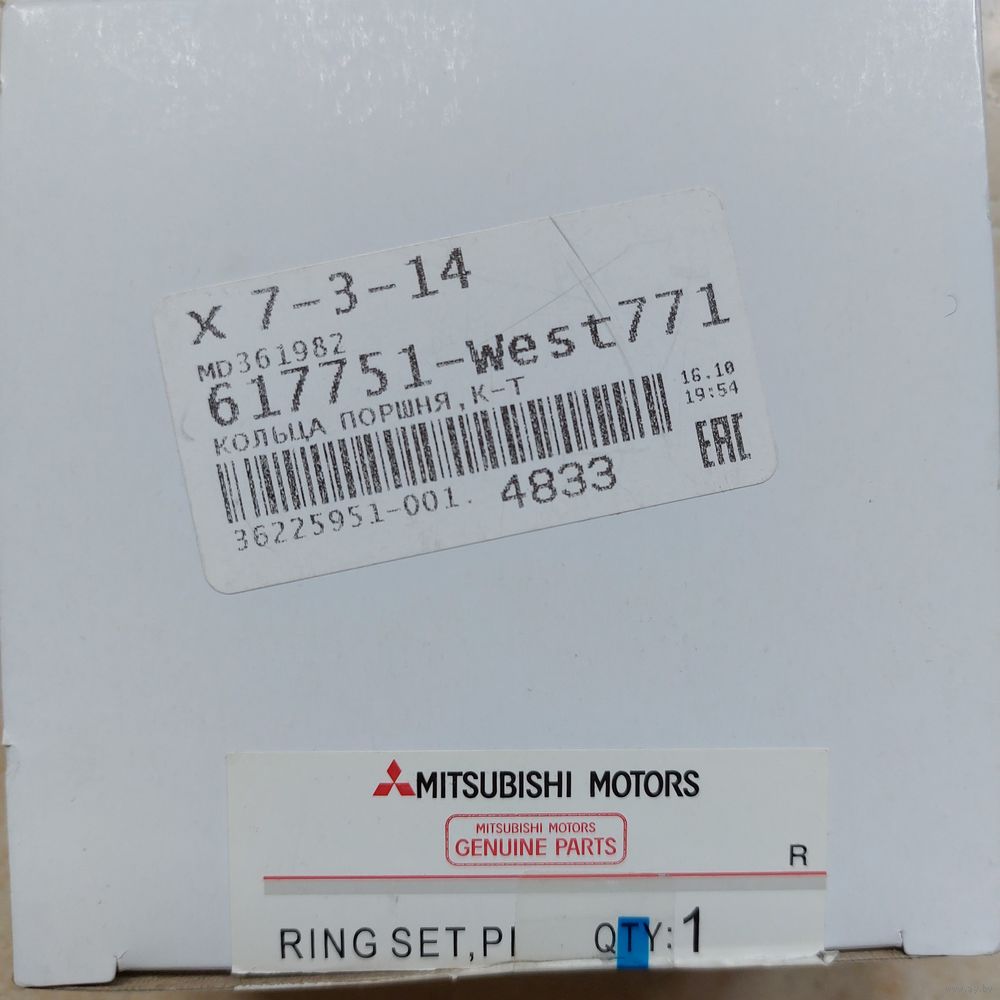 X 7-3-14
MD361982
617751-West771
КОЛЬЦА ПОРШНЯ,К-Т
16.10
19:54
EAC
36225951-001. 4833
MITSUBISHI MOTORS
MITSUBISHI MOTORS
GENUINE PARTS
R
RING SET,PI QTY:1